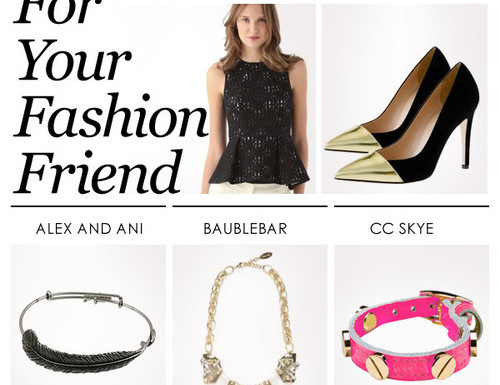 For
Your
Fashion
Friend
ALEX AND ANI
BAUBLEBAR
CC SKYE